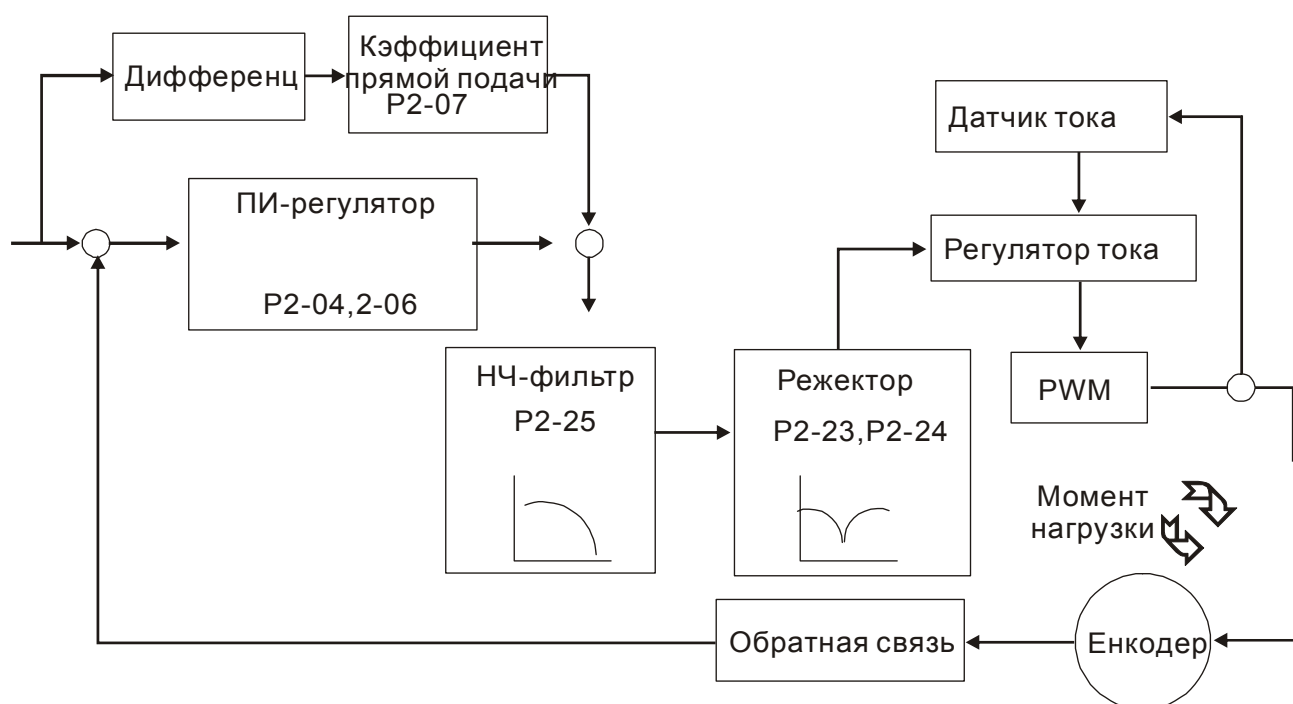 Дифференц
Кэффициент
прямой подачи
P2-07
Датчик тока
ПИ-регулятор
P2-04,2-06
Регулятор тока
НЧ-фильтр
P2-25
Режектор
P2-23,P2-24
PWM
Момент
нагрузки
Обратная связь
Енкодер